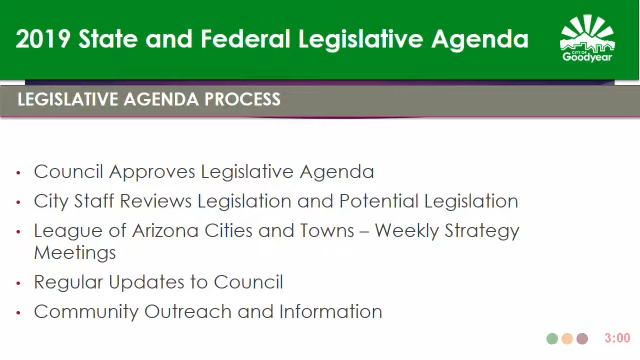 2019 State and Federal Legislative Agenda
CITY OF
Goodyear
LEGISLATIVE AGENDA PROCESS
• Council Approves Legislative Agenda
• City Staff Reviews Legislation and Potential Legislation
• League of Arizona Cities and Towns – Weekly Strategy
Meetings
• Regular Updates to Council
• Community Outreach and Information
3:00